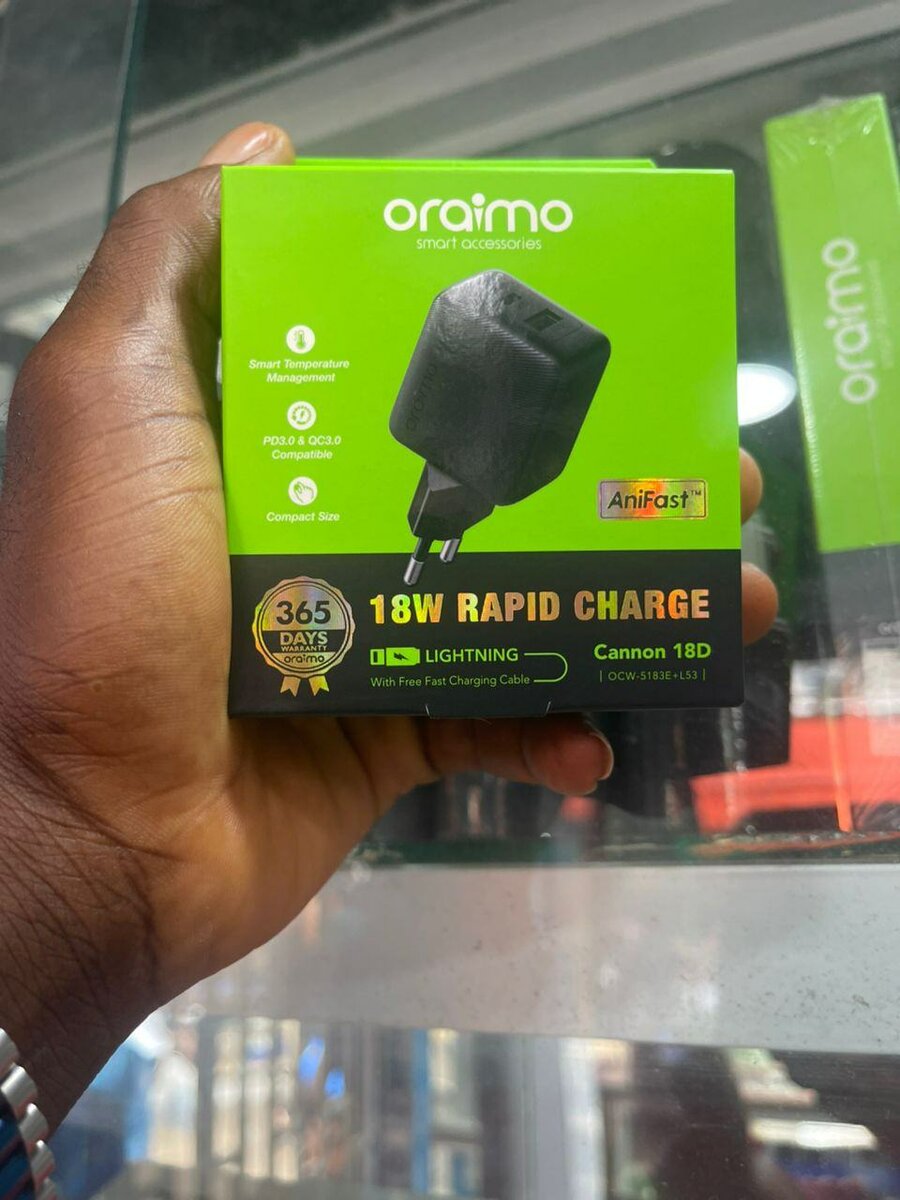 oraimo
smart accessories
Smart Temperature
Management
PD3.0 & QC3.0
Compatible
Compact Size
oraimo
AniFast™
365
DAYS
WARRANTY
oraimo
18W RAPID CHARGE
LIGHTNING
With Free Fast Charging Cable
Cannon 18D
| OCW-5183E+L53 |
oraimo